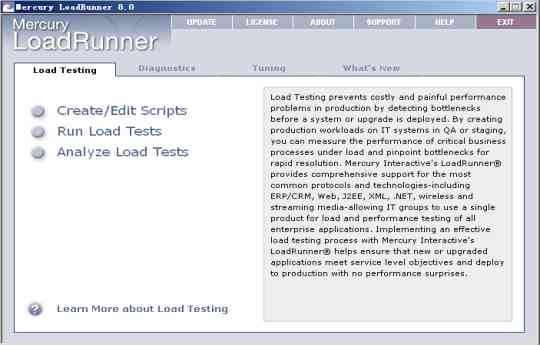 Mercury LoadRunner 8.0
Mercury
LoadRunner
UPDATE LICENSE ABOUT SUPPORT HELP EXIT
Load Testing Diagnostics Tuning What's New
Create/Edit Scripts
Run Load Tests
Analyze Load Tests
Load Testing prevents costly and painful performance
problems in production by detecting bottlenecks
before a system or upgrade is deployed. By creating
production workloads on IT systems in QA or staging,
you can measure the performance of critical business
processes under load and pinpoint bottlenecks for
rapid resolution. Mercury Interactive's LoadRunner®
provides comprehensive support for the most
common protocols and technologies-including
ERP/CRM, Web, J2EE, XML, .NET, wireless and
streaming media-allowing IT groups to use a single
product for load and performance testing of all
enterprise applications. Implementing an effective
load testing process with Mercury Interactive's
LoadRunner® helps ensure that new or upgraded
applications meet service level objectives and deploy
to production with no performance surprises.
Learn More about Load Testing